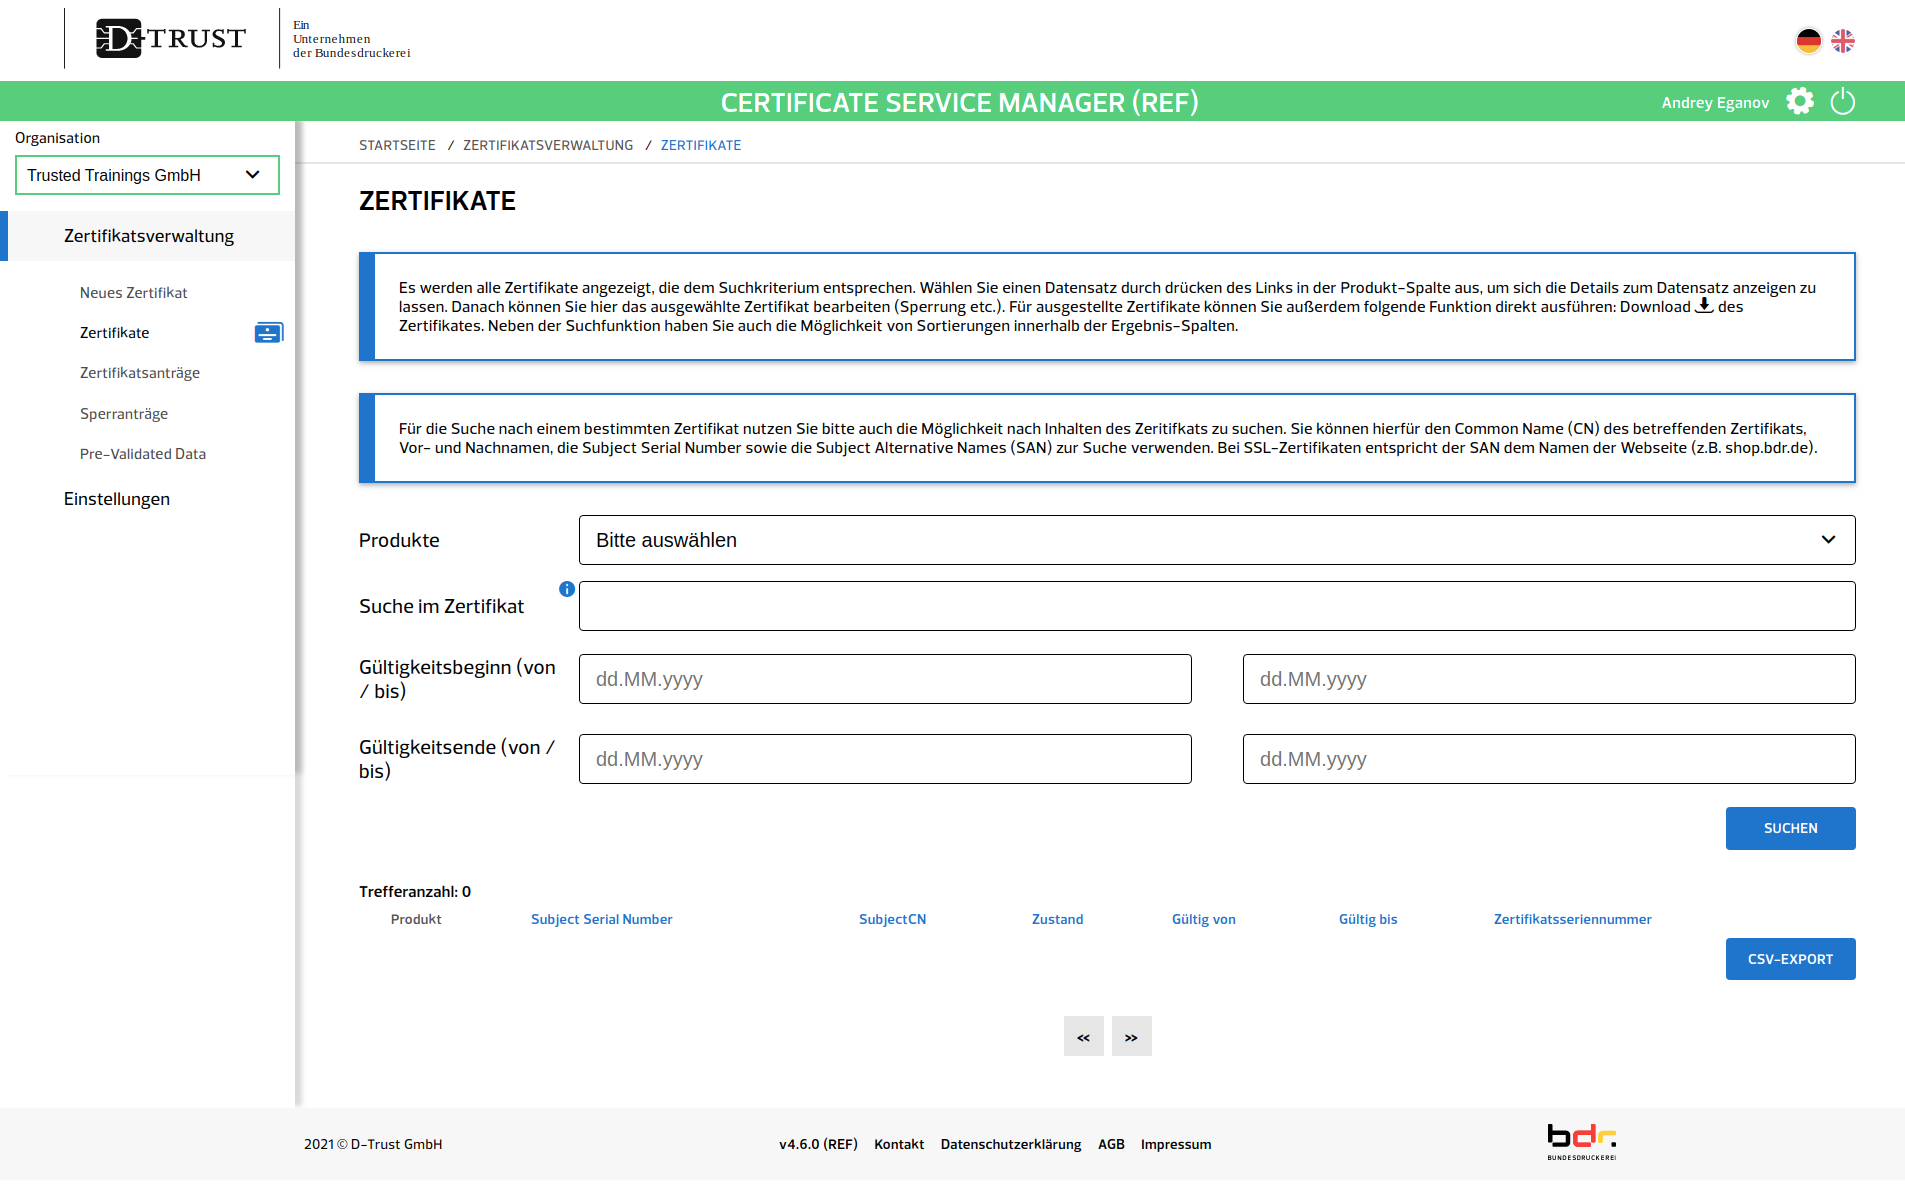 D-TRUST
Ein
Unternehmen
der Bundesdruckerei
CERTIFICATE SERVICE MANAGER (REF)
Andrey Eganov
Organisation
Trusted Trainings GmbH
Zertifikatsverwaltung
Neues Zertifikat
Zertifikate
Zertifikatsanträge
Sperranträge
Pre-Validated Data
Einstellungen
STARTSEITE / ZERTIFIKATSVERWALTUNG / ZERTIFIKATE
ZERTIFIKATE
Es werden alle Zertifikate angezeigt, die dem Suchkriterium entsprechen. Wählen Sie einen Datensatz durch drücken des Links in der Produkt-Spalte aus, um sich die Details zum Datensatz anzeigen zu
lassen. Danach können Sie hier das ausgewählte Zertifikat bearbeiten (Sperrung etc.). Für ausgestellte Zertifikate können Sie außerdem folgende Funktion direkt ausführen: Download des
Zertifikates. Neben der Suchfunktion haben Sie auch die Möglichkeit von Sortierungen innerhalb der Ergebnis-Spalten.
Für die Suche nach einem bestimmten Zertifikat nutzen Sie bitte auch die Möglichkeit nach Inhalten des Zeritifkats zu suchen. Sie können hierfür den Common Name (CN) des betreffenden Zertifikats,
Vor- und Nachnamen, die Subject Serial Number sowie die Subject Alternative Names (SAN) zur Suche verwenden. Bei SSL-Zertifikaten entspricht der SAN dem Namen der Webseite (z.B. shop.bdr.de).
Produkte
Bitte auswählen
Suche im Zertifikat
Gültigkeitsbeginn (von
/ bis)
dd.MM.yyyy
dd.MM.yyyy
Gültigkeitsende (von /
bis)
dd.MM.yyyy
dd.MM.yyyy
SUCHEN
Trefferanzahl: 0
Produkt Subject Serial Number SubjectCN Zustand Gültig von Gültig bis Zertifikatsseriennummer
CSV-EXPORT
« »
2021 © D-Trust GmbH
v4.6.0 (REF) Kontakt Datenschutzerklärung AGB Impressum
bdr.
BUNDESDRUCKEREI